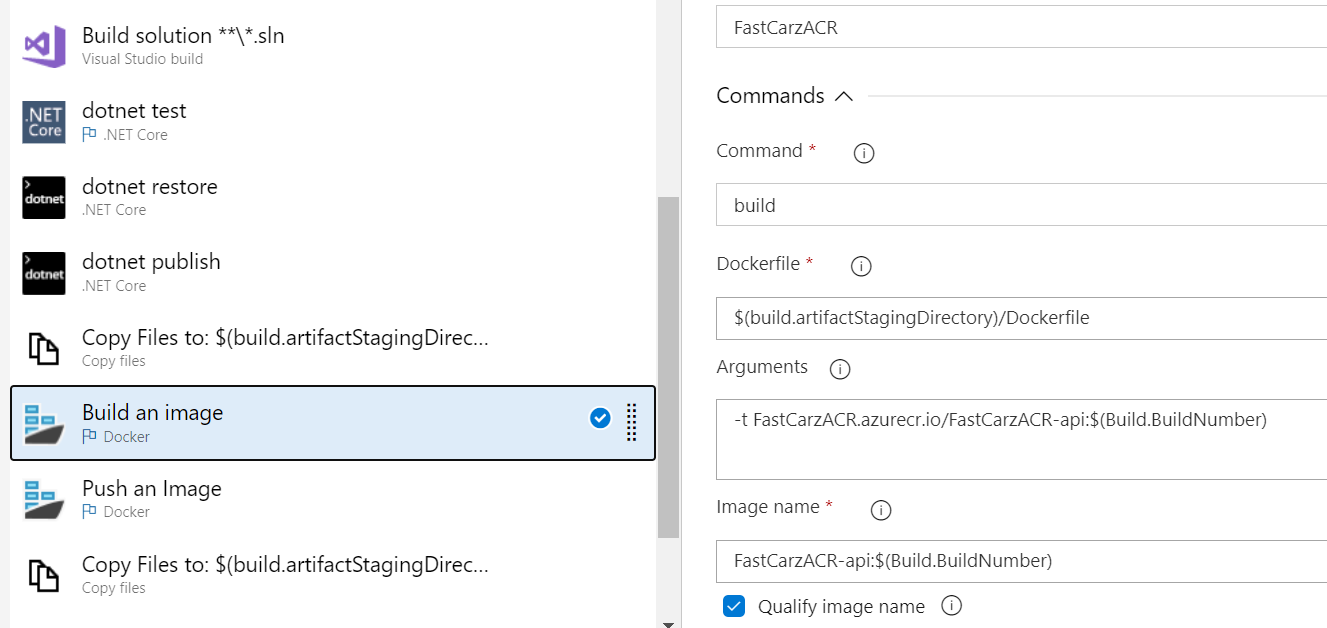 Build solution **\*.sln
Visual Studio build
.NET
Core
dotnet test
.NET Core
dotnet
dotnet restore
.NET Core
dotnet
dotnet publish
.NET Core
Copy Files to: $(build.artifactStagingDirec...
Copy files
Build an image
Docker
Push an Image
Docker
Copy Files to: $(build.artifactStagingDirec...
Copy files
FastCarzACR
Commands
Command *
build
Dockerfile *
$(build.artifactStagingDirectory)/Dockerfile
Arguments
-t FastCarzACR.azurecr.io/FastCarzACR-api:$(Build.BuildNumber)
Image name *
FastCarzACR-api:$(Build.BuildNumber)
Qualify image name